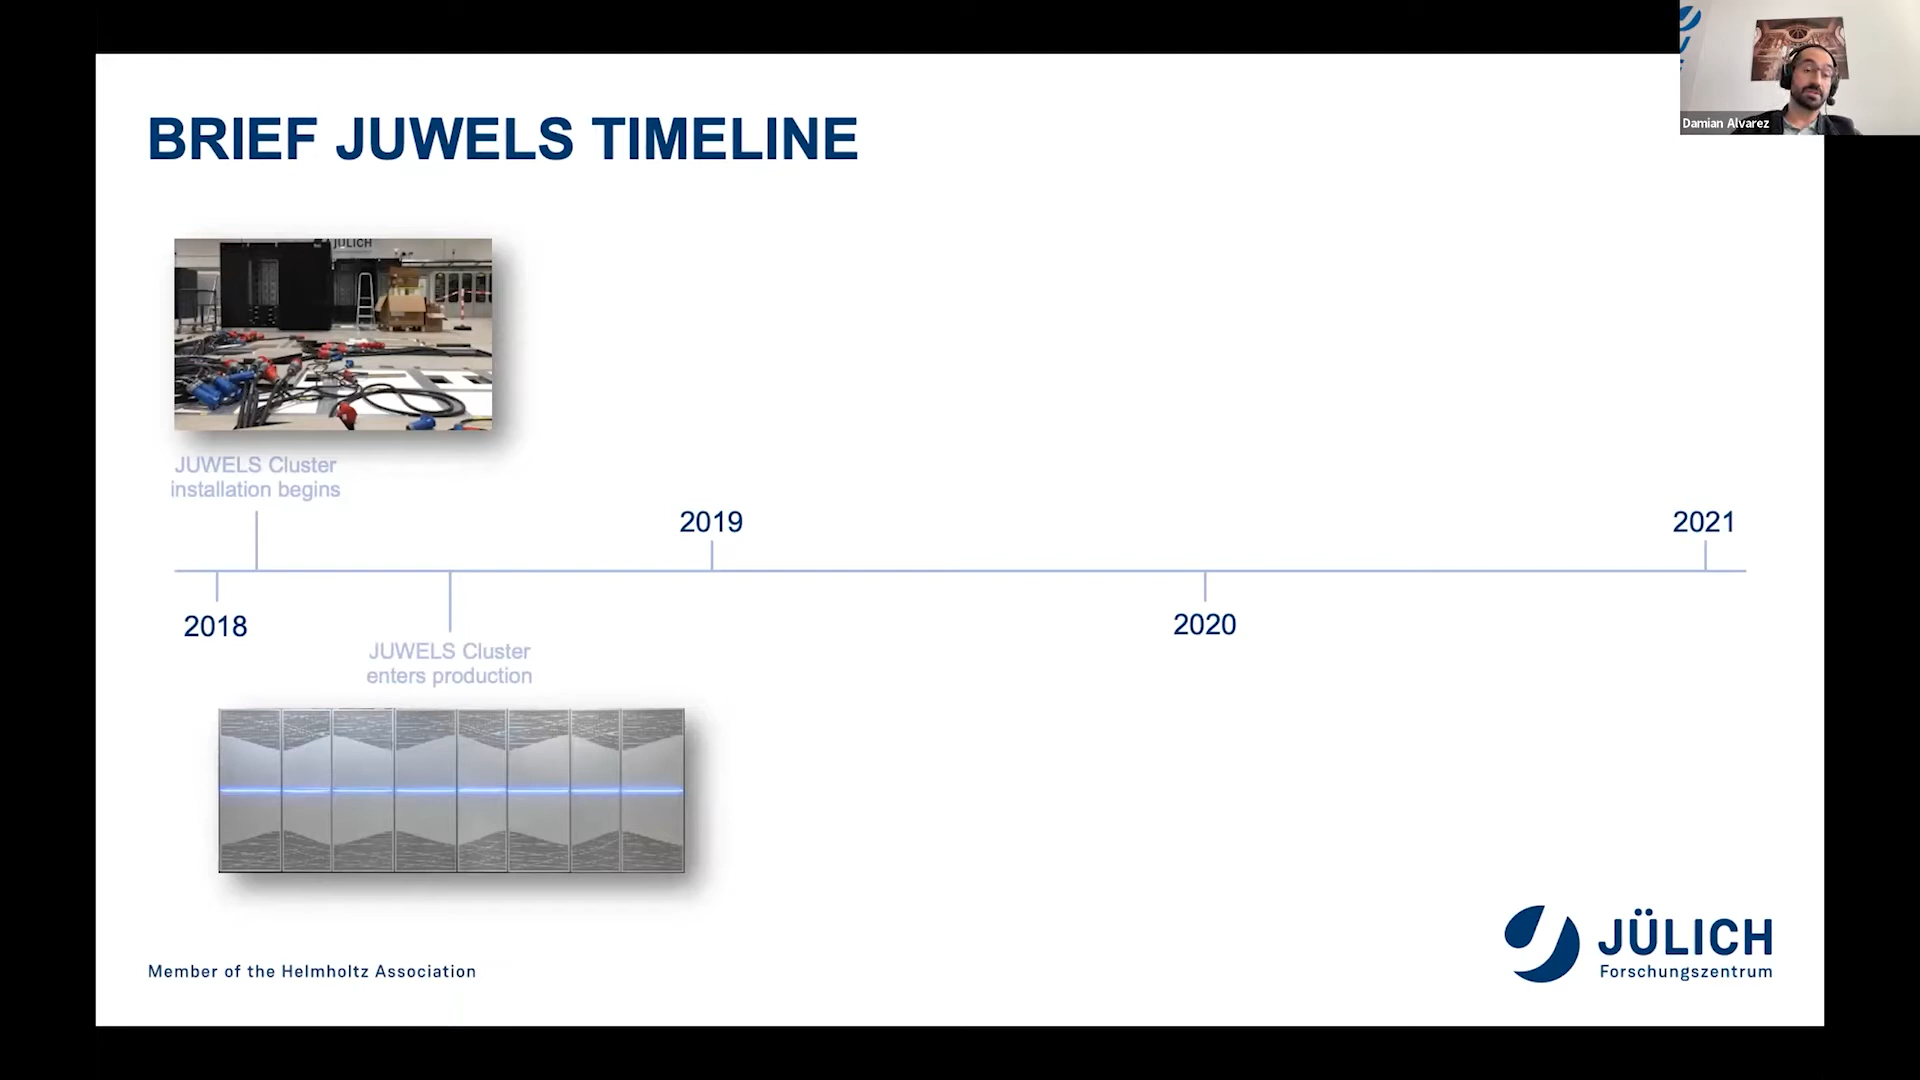 Damian Alvarez
BRIEF JUWELS TIMELINE
JÜLICH
JUWELS Cluster
installation begins
2019
2021
2018
2020
JUWELS Cluster
enters production
JÜLICH
Forschungszentrum
Member of the Helmholtz Association